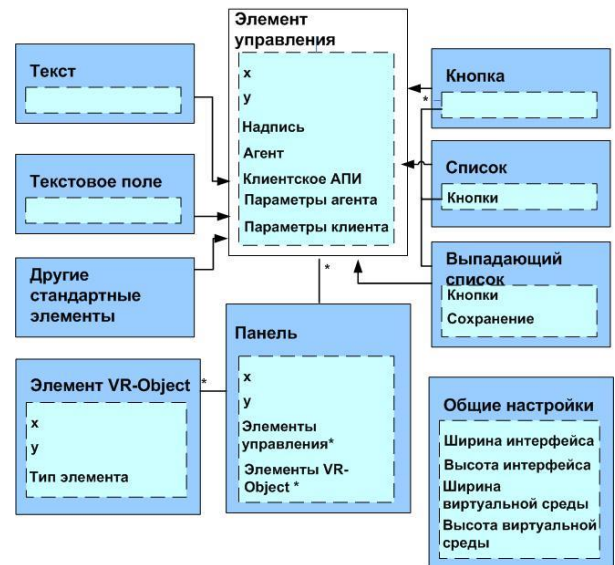 Элемент
управления
x
y
Надпись
Агент
Клиентское АПИ
Параметры агента
Параметры клиента
Текст
Текстовое поле
Другие
стандартные
элементы
Кнопка
*
Список
Кнопки
Выпадающий
список
Кнопки
Сохранение
*
Панель
x
y
Элементы
управления*
Элементы VR-
Object *
Элемент VR-Object
*
x
y
Тип элемента
Общие настройки
Ширина интерфейса
Высота интерфейса
Ширина
виртуальной среды
Высота виртуальной
среды